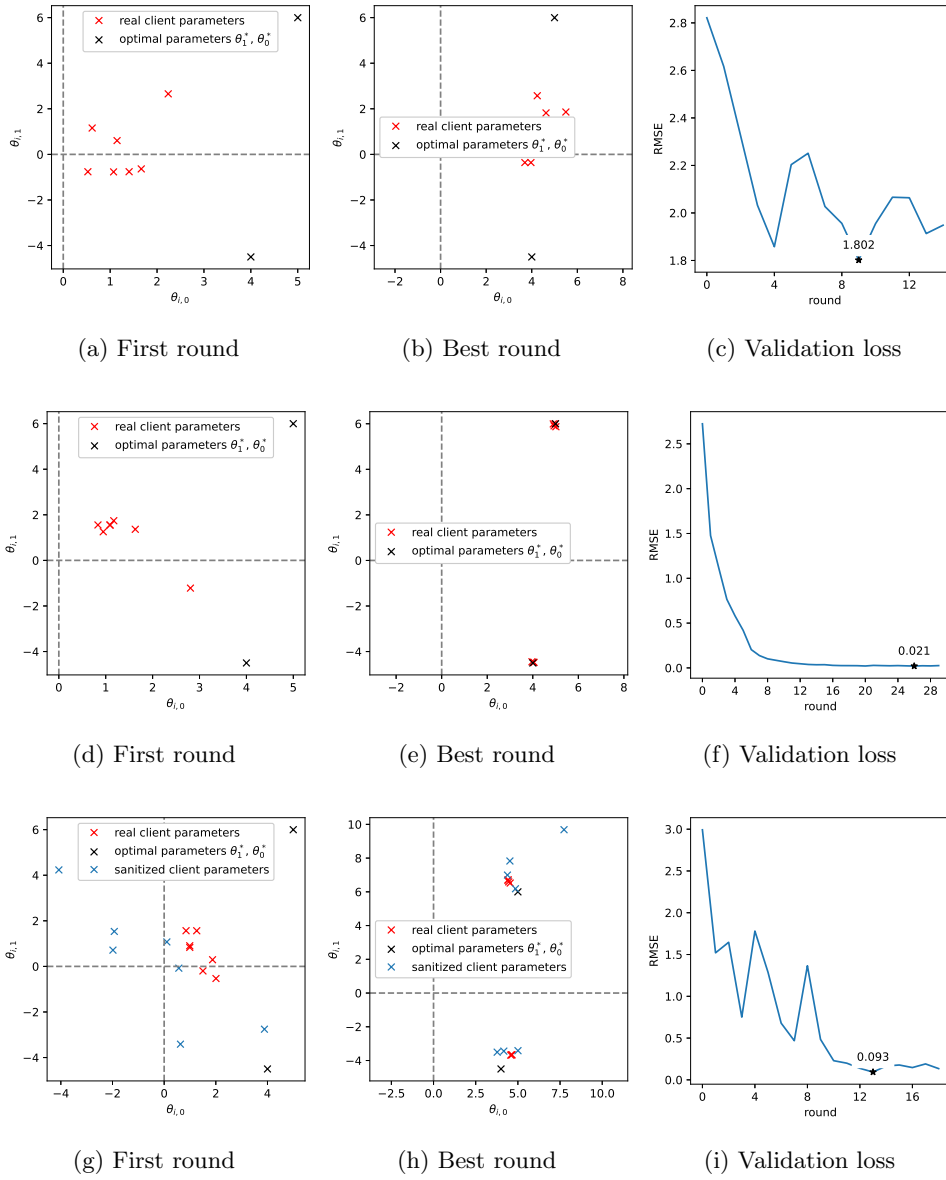 6
4
2
0
−2
−4
θi,1
0
1
2
3
4
5
θi,0
real client parameters
optimal parameters θ1*, θ0*
6
4
2
0
−2
−4
θi,1
−2
0
2
4
6
8
θi,0
real client parameters
optimal parameters θ1*, θ0*
2.8
2.6
2.4
2.2
2.0
1.8
RMSE
1.802
0
4
8
12
round
(a) First round
(b) Best round
(c) Validation loss
6
4
2
0
−2
−4
θi,1
0
1
2
3
4
5
θi,0
real client parameters
optimal parameters θ1*, θ0*
6
4
2
0
−2
−4
θi,1
−2
0
2
4
6
8
θi,0
real client parameters
optimal parameters θ1*, θ0*
2.5
2.0
1.5
1.0
0.5
0.0
RMSE
0.021
0
4
8
12
16
20
24
28
round
(d) First round
(e) Best round
(f) Validation loss
6
4
2
0
−2
−4
θi,1
−4
−2
0
2
4
θi,0
real client parameters
optimal parameters θ1*, θ0*
sanitized client parameters
10
8
6
4
2
0
−2
−4
θi,1
−2.5
0.0
2.5
5.0
7.5
10.0
θi,0
real client parameters
optimal parameters θ1*, θ0*
sanitized client parameters
3.0
2.5
2.0
1.5
1.0
0.5
0.0
RMSE
0.093
0
4
8
12
16
round
(g) First round
(h) Best round
(i) Validation loss